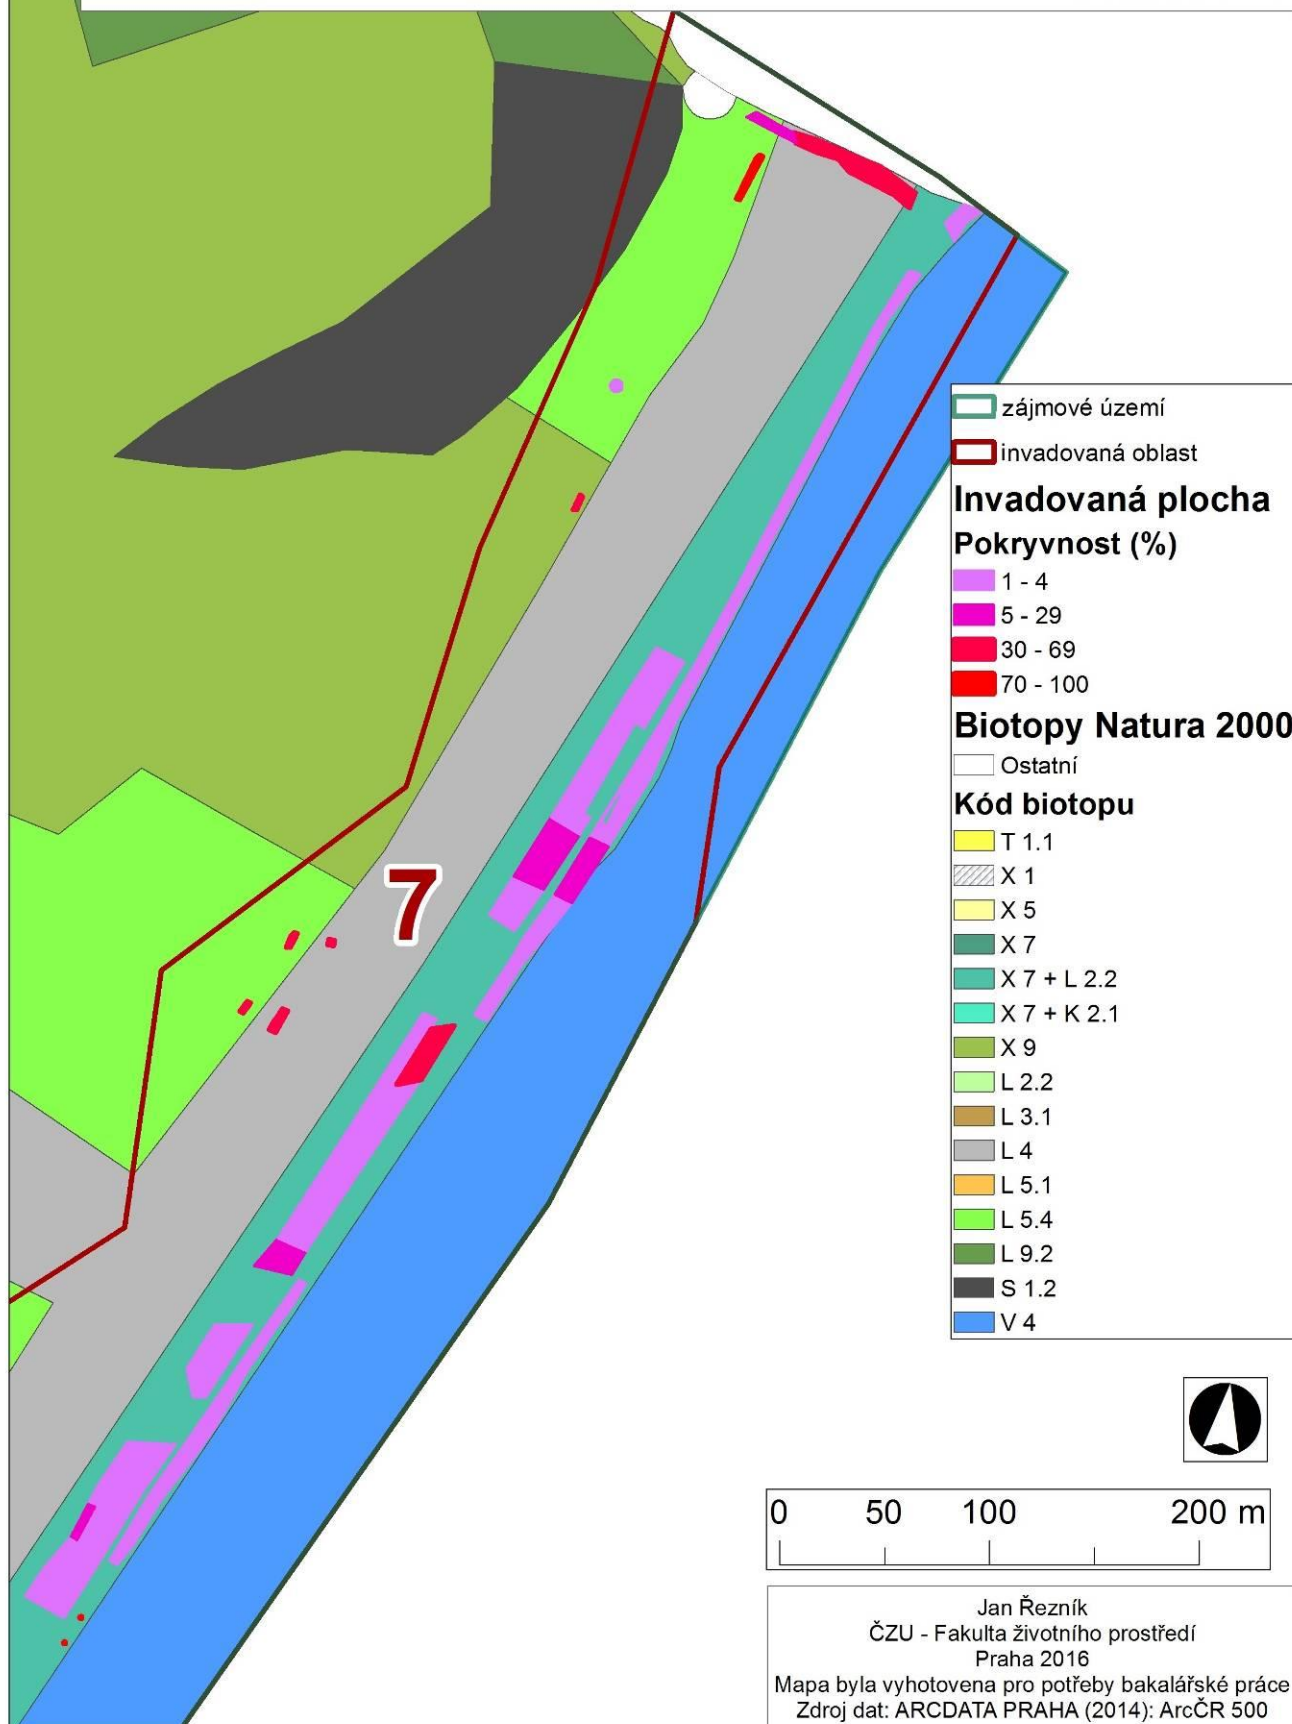 zájmové území
invadovaná oblast
Invadovaná plocha
Pokryvnost (%)
1 - 4
5 - 29
30 - 69
70 - 100
Biotopy Natura 2000
Ostatní
Kód biotopu
T 1.1
X 1
X 5
X 7
X 7 + L 2.2
X 7 + K 2.1
X 9
L 2.2
L 3.1
L 4
L 5.1
L 5.4
L 9.2
S 1.2
V 4
7
0 50 100 200 m
Jan Řezník
ČZU - Fakulta životního prostředí
Praha 2016
Mapa byla vyhotovena pro potřeby bakalářské práce
Zdroj dat: ARCDATA PRAHA (2014): ArcČR 500